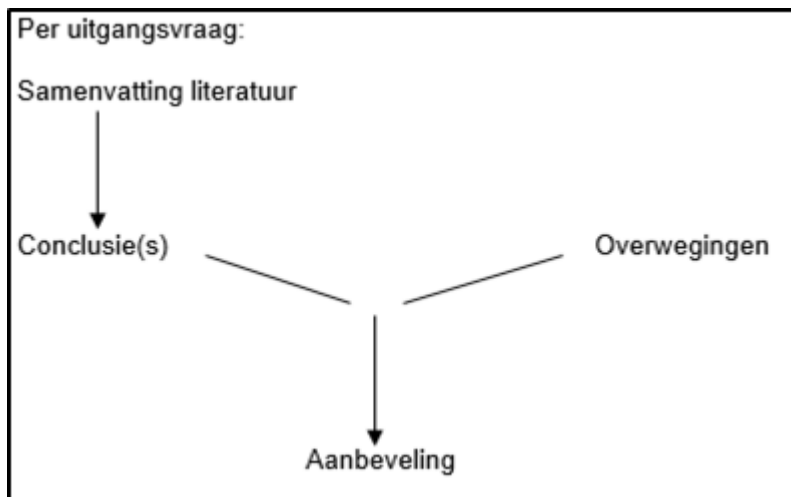 Per uitgangsvraag:
Samenvatting literatuur
Conclusie(s)
Overwegingen
Aanbeveling